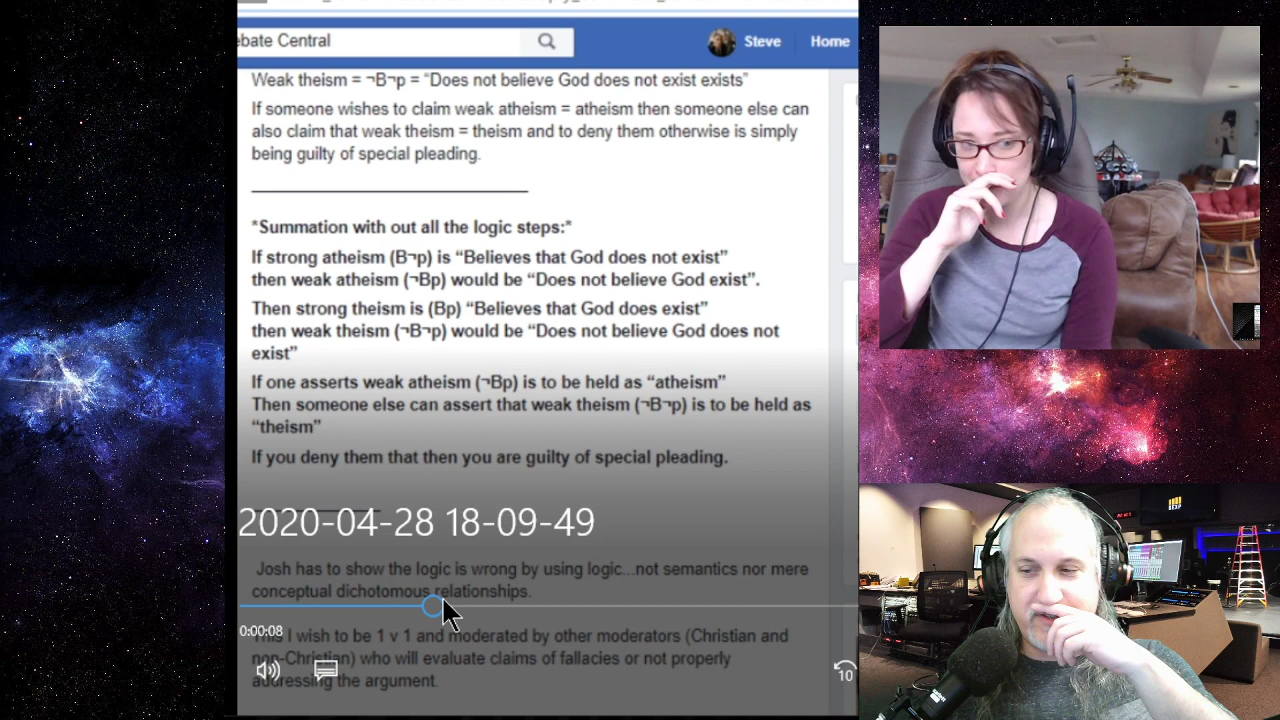 ebate Central
Steve
Home
Weak theism = ¬B¬p = “Does not believe God does not exist exists”
If someone wishes to claim weak atheism = atheism then someone else can
also claim that weak theism = theism and to deny them otherwise is simply
being guilty of special pleading.
*Summation with out all the logic steps:*
If strong atheism (B¬p) is “Believes that God does not exist”
then weak atheism (¬Bp) would be “Does not believe God exist”.
Then strong theism is (Bp) “Believes that God does exist”
then weak theism (¬B¬p) would be “Does not believe God does not
exist”
If one asserts weak atheism (¬Bp) is to be held as “atheism”
Then someone else can assert that weak theism (¬B¬p) is to be held as
“theism”
If you deny them that then you are guilty of special pleading.
2020-04-28 18-09-49
Josh has to show the logic is wrong by using logic...not semantics nor mere
conceptual dichotomous relationships.
0:00:08
I wish to be 1 v 1 and moderated by other moderators (Christian and
non-Christian) who will evaluate claims of fallacies or not properly
addressing the argument.
10